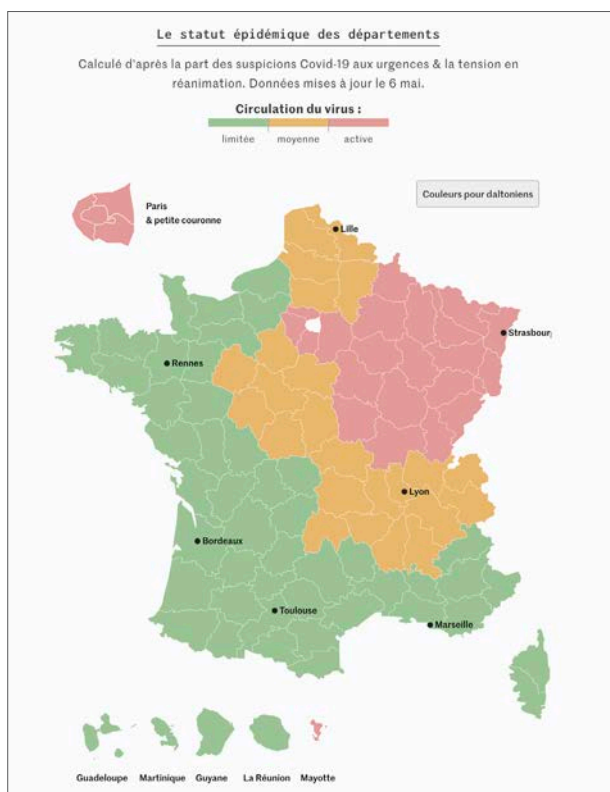 Le statut épidémique des départements
Calculé d'après la part des suspicions Covid-19 aux urgences & la tension en
réanimation. Données mises à jour le 6 mai.
Circulation du virus :
limitée moyenne active
Couleurs pour daltoniens
Paris
& petite couronne
Lille
Strasbour
Rennes
Lyon
Bordeaux
Toulouse
Marseille
Guadeloupe Martinique Guyane La Réunion Mayotte